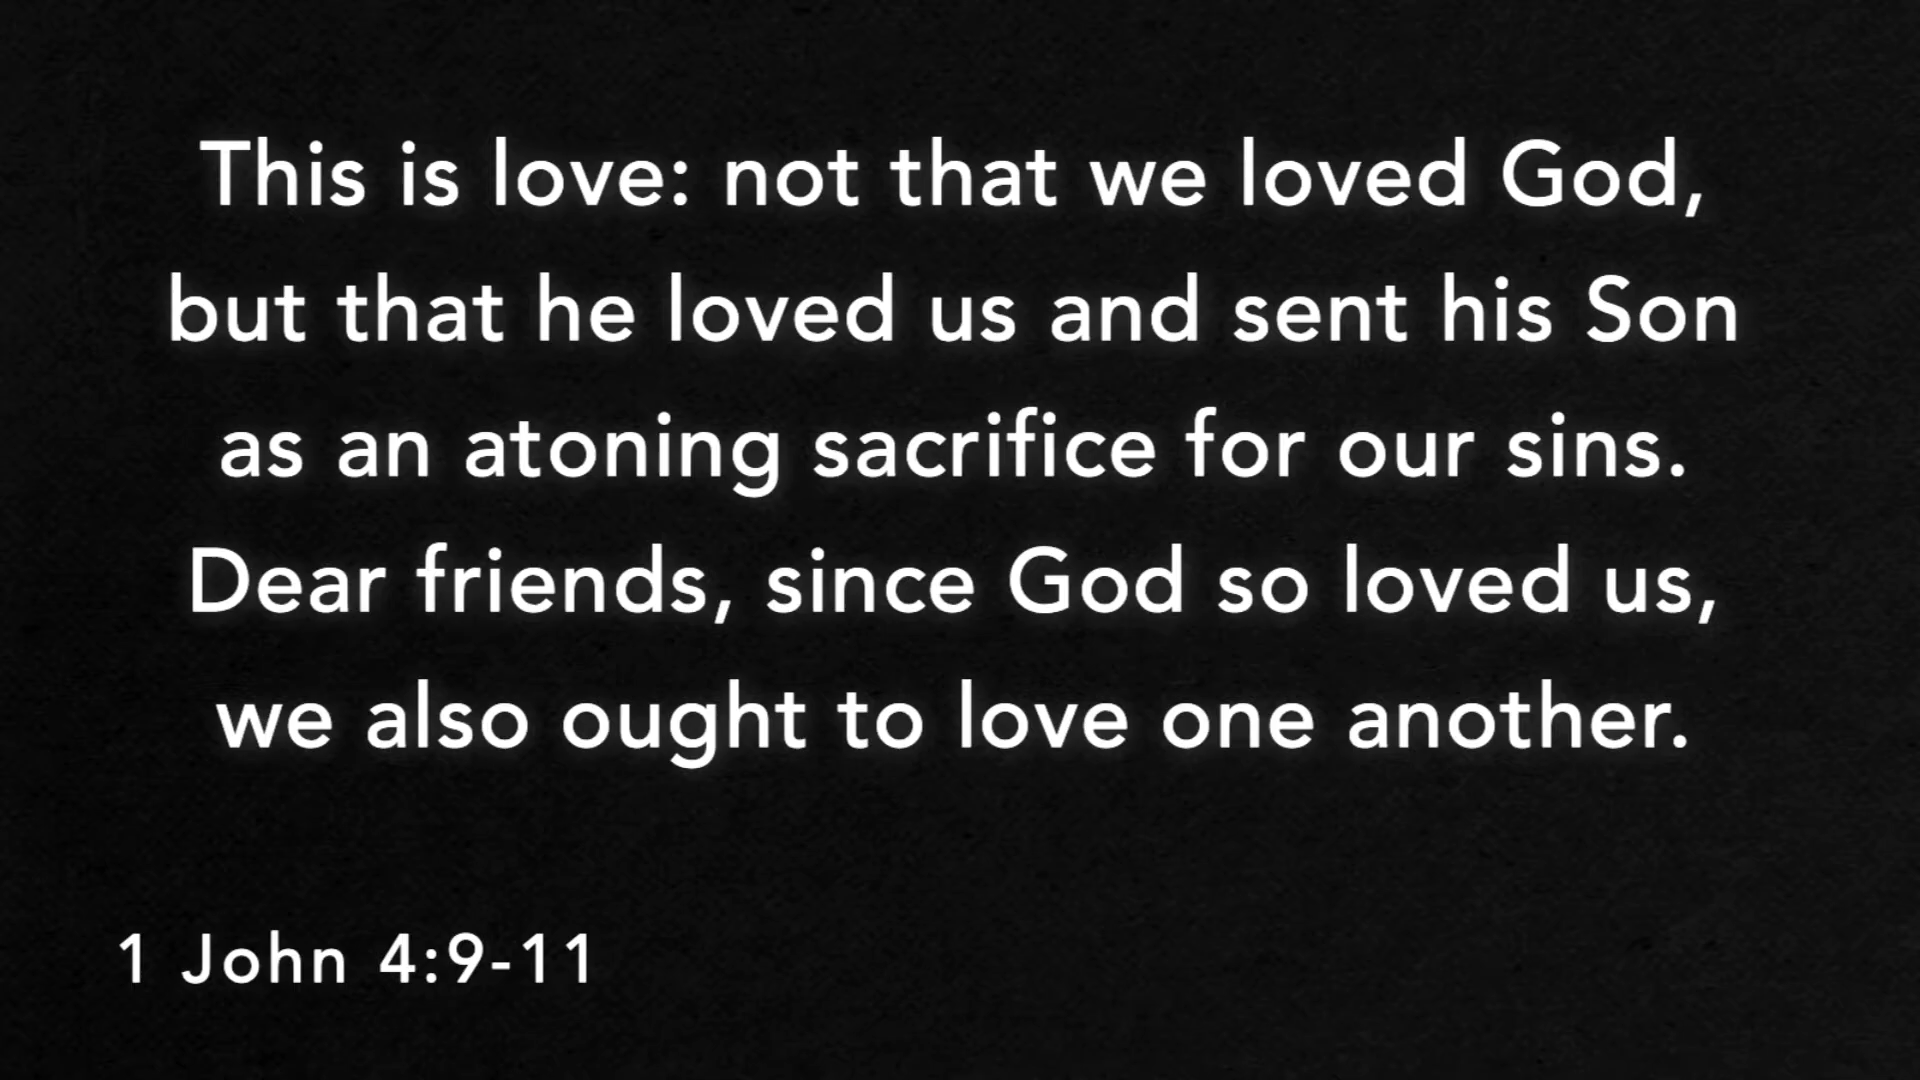 This is love: not that we loved God,
but that he loved us and sent his Son
as an atoning sacrifice for our sins.
Dear friends, since God so loved us,
we also ought to love one another.
1 John 4:9-11